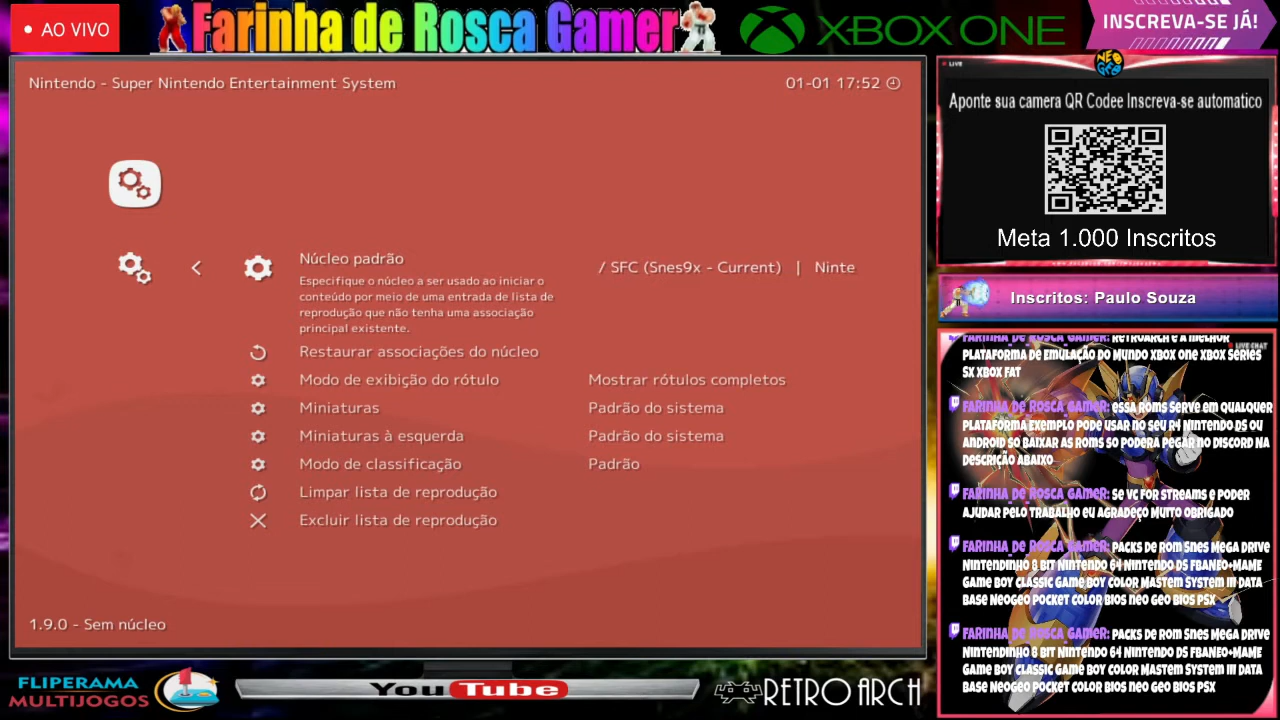 AO VIVO
Farinha de Rosca Gamer
XBOX ONE
INSCREVA-SE JÁ!
Nintendo - Super Nintendo Entertainment System
01-01 17:52
Núcleo padrão
/ SFC (Snes9x - Current) | Ninte
Especifique o núcleo a ser usado ao iniciar o
conteúdo por meio de uma entrada de lista de
reprodução que não tenha uma associação
principal existente.
Restaurar associações do núcleo
Modo de exibição do rótulo
Mostrar rótulos completos
Miniaturas
Padrão do sistema
Miniaturas à esquerda
Padrão do sistema
Modo de classificação
Padrão
Limpar lista de reprodução
Excluir lista de reprodução
1.9.0 - Sem núcleo
LIVE
NEO
GEO
Aponte sua camera QR Codee Inscreva-se automatico
Meta 1.000 Inscritos
Inscritos: Paulo Souza
LIVE CHAT
Farinha de Rosca Gamer: RETROARCH E A MELHOR
PLATAFORMA DE EMULAÇÃO DO MUNDO XBOX ONE XBOX SERIES
SX XBOX FAT
Farinha de Rosca Gamer: ESSA ROMS SERVE EM QUALQUER
PLATAFORMA EXEMPLO PODE USAR NO SEU R4 NINTENDO DS OU
ANDROID SO BAIXAR AS ROMS SO PODERA PEGAR NO DISCORD NA
DESCRIÇÃO ABAIXO
Farinha de Rosca Gamer: SE VC FOR STREAMS E PODER
AJUDAR PELO TRABALHO EU AGRADEÇO MUITO OBRIGADO
Farinha de Rosca Gamer: PACKS DE ROM SNES MEGA DRIVE
NINTENDINHO 8 BIT NINTENDO 64 NINTENDO DS FBANEO+MAME
GAME BOY CLASSIC GAME BOY COLOR MASTEM SYSTEM III DATA
BASE NEOGEO POCKET COLOR BIOS NEO GEO BIOS PSX
Farinha de Rosca Gamer: PACKS DE ROM SNES MEGA DRIVE
NINTENDINHO 8 BIT NINTENDO 64 NINTENDO DS FBANEO+MAME
GAME BOY CLASSIC GAME BOY COLOR MASTEM SYSTEM III DATA
BASE NEOGEO POCKET COLOR BIOS NEO GEO BIOS PSX
FLIPERAMA
MULTIJOGOS
YouTube
RETROARCH